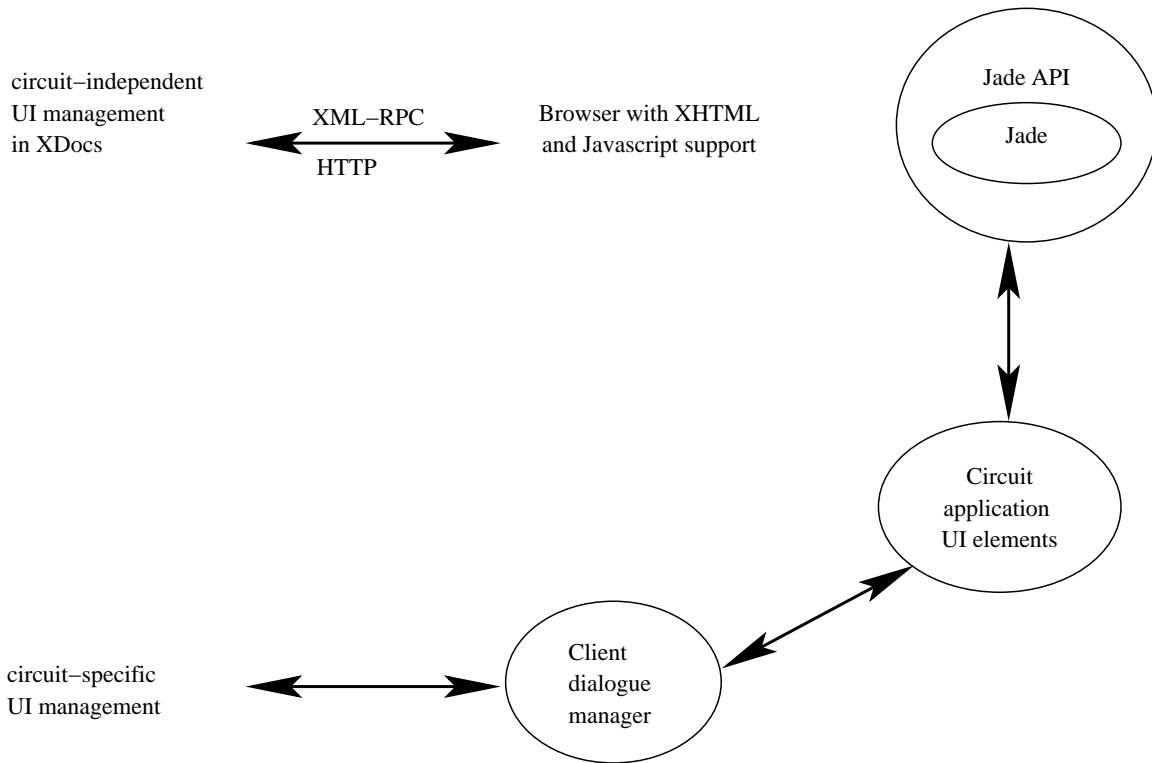 circuit−independent
UI management
in XDocs
XML−RPC
HTTP
Browser with XHTML
and Javascript support
Jade API
Jade
Circuit
application
UI elements
Client
dialogue
manager
circuit−specific
UI management